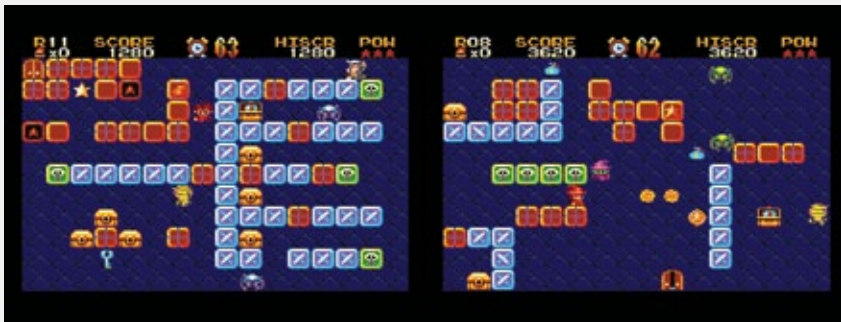 R11 SCORE 63 HISCR POW
x0 1280 1280
R08 SCORE 62 HISCR POW
x0 3620 3620